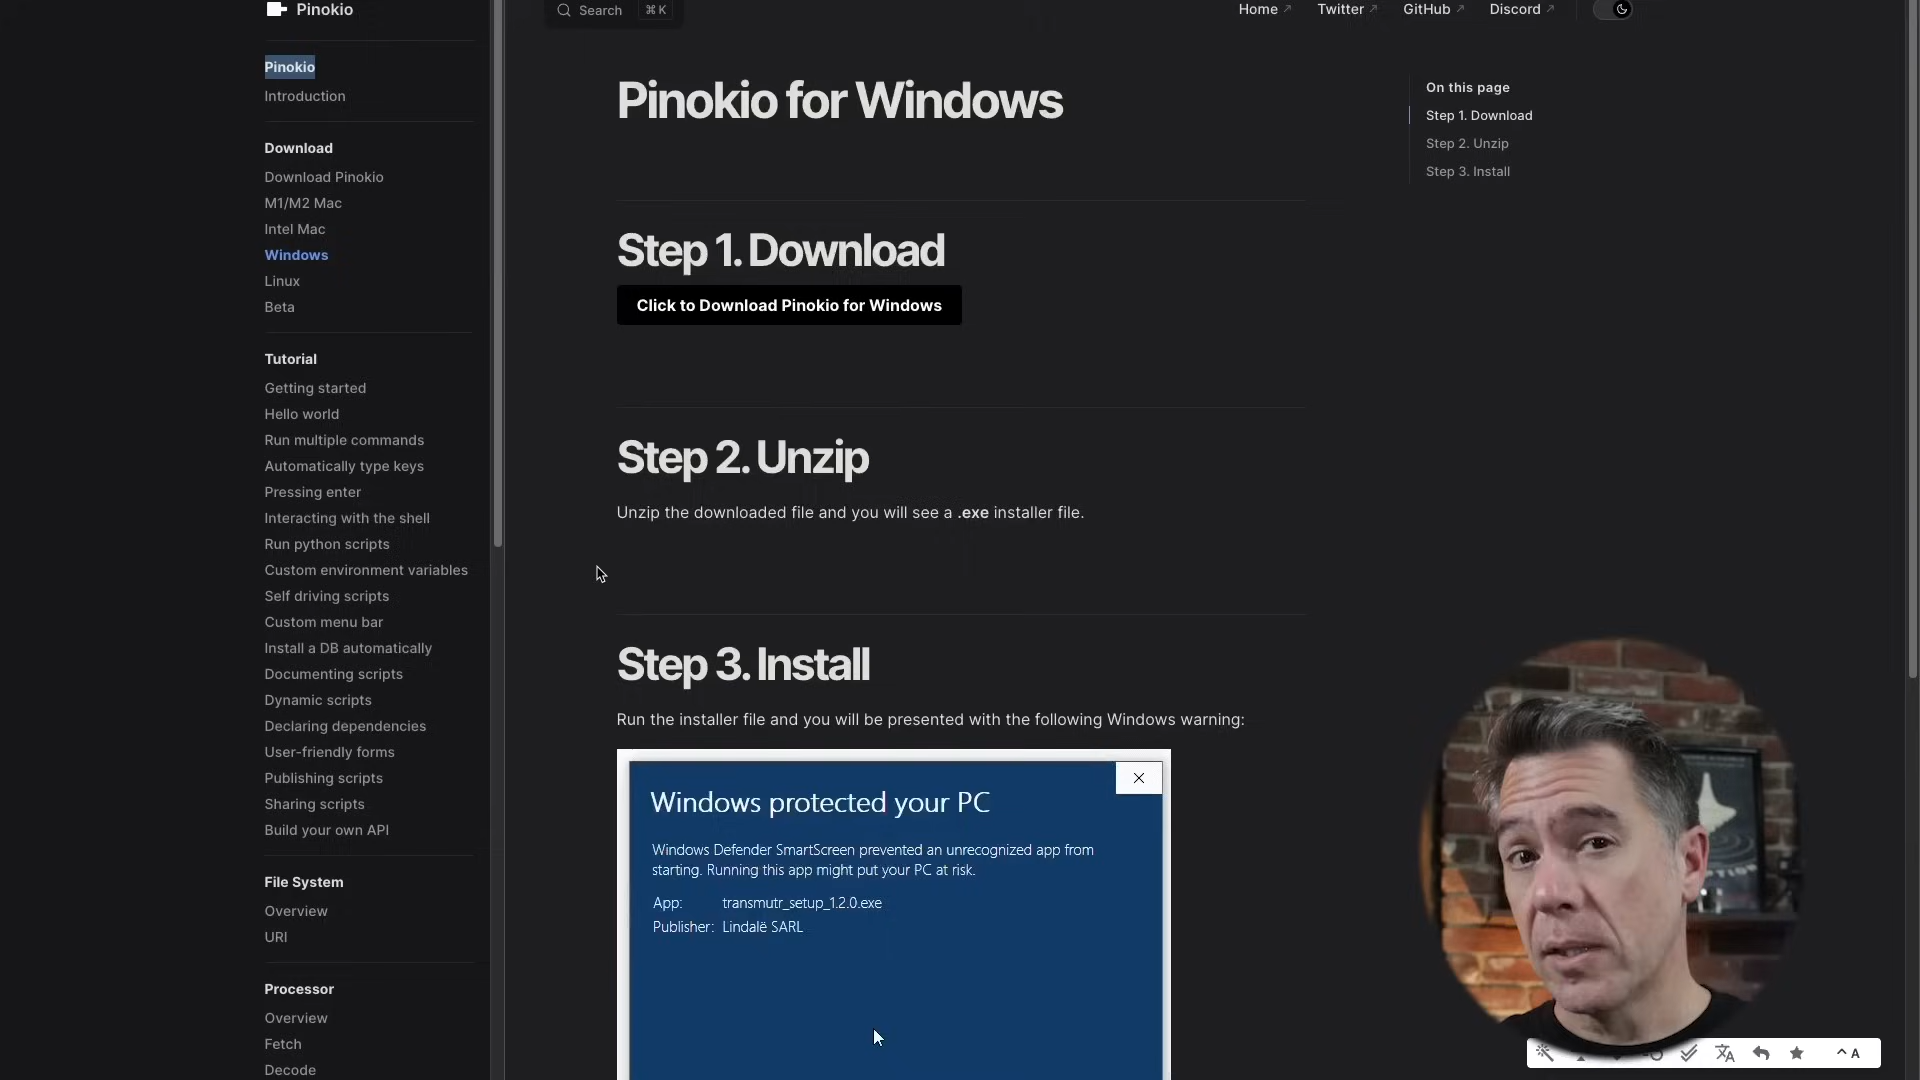 Pinokio
Search
⌘ K
Home
Twitter
GitHub
Discord
Pinokio
Introduction
Download
Download Pinokio
M1/M2 Mac
Intel Mac
Windows
Linux
Beta
Tutorial
Getting started
Hello world
Run multiple commands
Automatically type keys
Pressing enter
Interacting with the shell
Run python scripts
Custom environment variables
Self driving scripts
Custom menu bar
Install a DB automatically
Documenting scripts
Dynamic scripts
Declaring dependencies
User-friendly forms
Publishing scripts
Sharing scripts
Build your own API
File System
Overview
URI
Processor
Overview
Fetch
Decode
Pinokio for Windows
Step 1. Download
Click to Download Pinokio for Windows
Step 2. Unzip
Unzip the downloaded file and you will see a .exe installer file.
Step 3. Install
Run the installer file and you will be presented with the following Windows warning:
Windows protected your PC
Windows Defender SmartScreen prevented an unrecognized app from
starting. Running this app might put your PC at risk.
App: transmutr_setup_1.2.0.exe
Publisher: Lindalë SARL
On this page
Step 1. Download
Step 2. Unzip
Step 3. Install
A